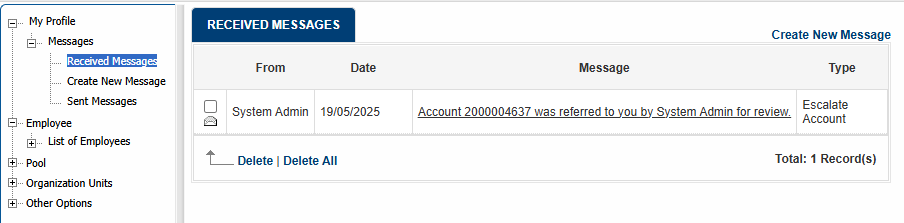 My Profile
Messages
Received Messages
Create New Message
Sent Messages
Employee
List of Employees
Pool
Organization Units
Other Options
RECEIVED MESSAGES
Create New Message
From Date Message Type
System Admin 19/05/2025 Account 2000004637 was referred to you by System Admin for review. Escalate
Account
Delete | Delete All Total: 1 Record(s)